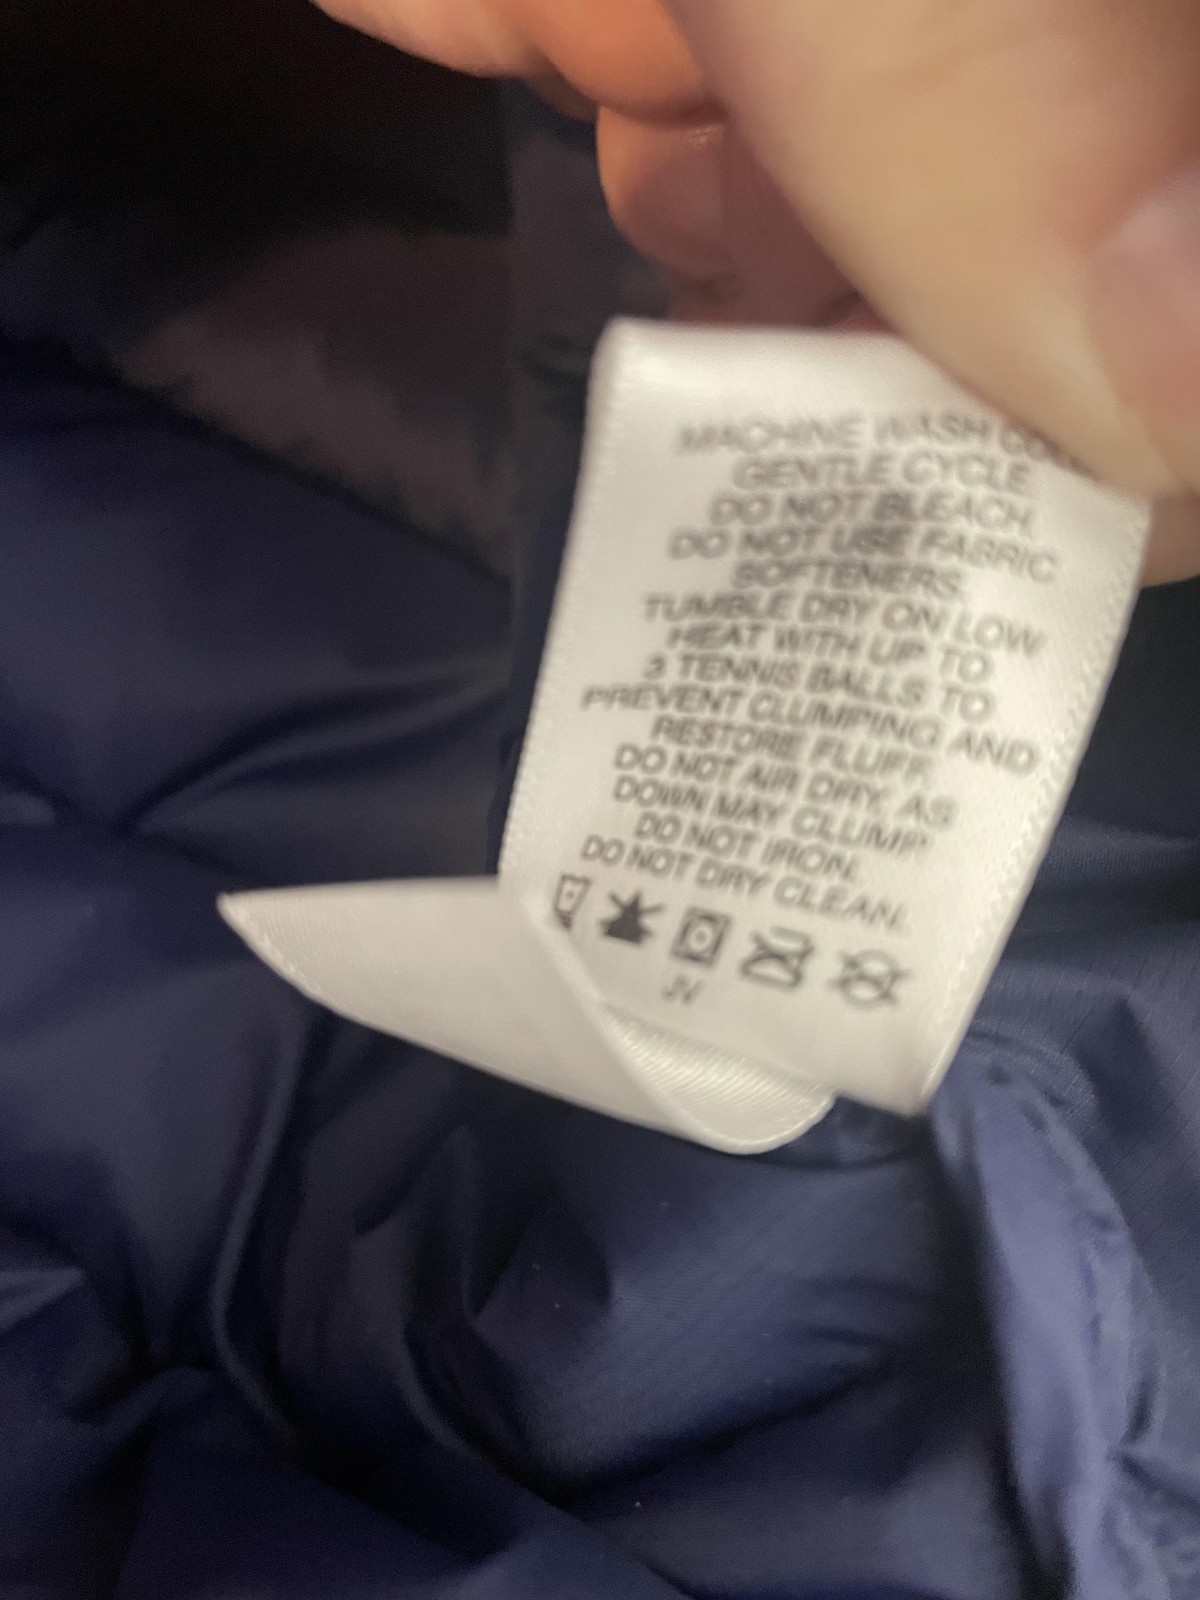 MACHINE WASH COLD
GENTLE CYCLE
DO NOT BLEACH.
DO NOT USE FABRIC
SOFTENERS.
TUMBLE DRY ON LOW
HEAT WITH UP TO
3 TENNIS BALLS TO
PREVENT CLUMPING AND
RESTORE FLUFF.
DO NOT AIR DRY, AS
DOWN MAY CLUMP.
DO NOT IRON.
DO NOT DRY CLEAN.